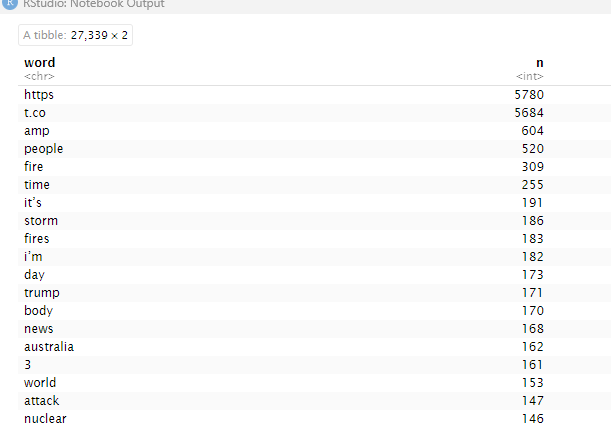 R RStudio: Notebook Output
A tibble: 27,339 × 2
word n
<chr> <int>
https 5780
t.co 5684
amp 604
people 520
fire 309
time 255
it's 191
storm 186
fires 183
i'm 182
day 173
trump 171
body 170
news 168
australia 162
3 161
world 153
attack 147
nuclear 146